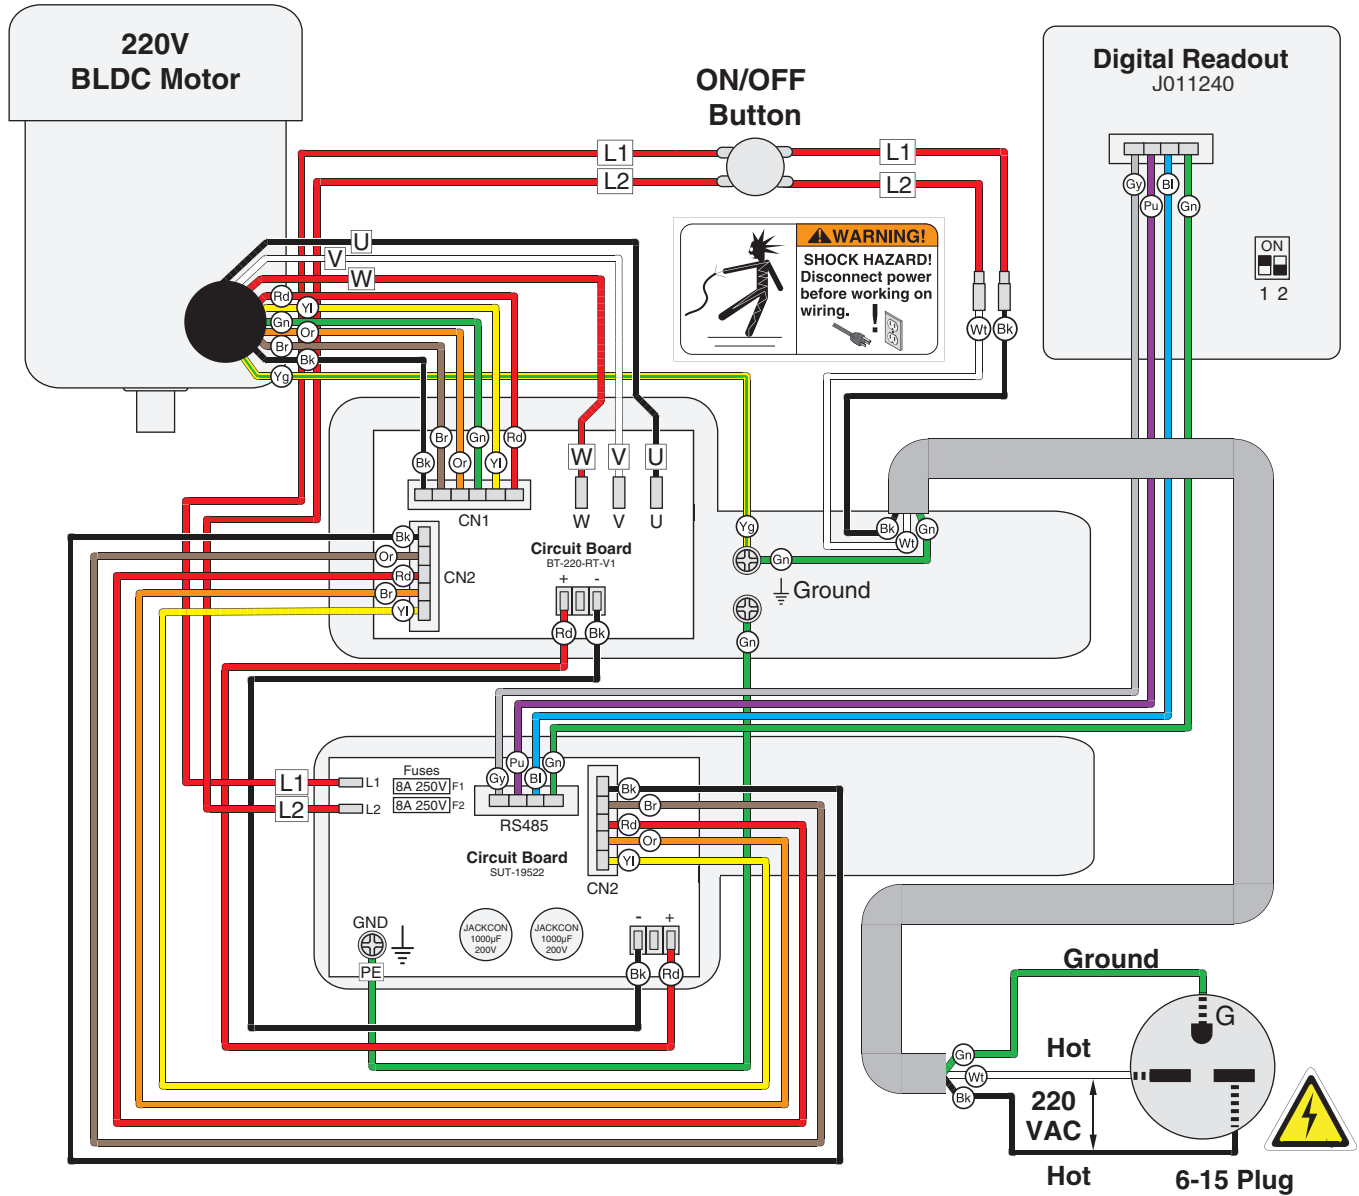 220V
BLDC Motor
ON/OFF
Button
Digital Readout
J011240
L1
L1
L2
L2
Gy
Bl
Pu
Gn
ON
1 2
WARNING!
SHOCK HAZARD!
Disconnect power
before working on
wiring.
!
U
V
W
Rd
Yl
Gn
Or
Br
Bk
Yg
Wt
Bk
Br
Gn
Rd
Bk
Or
Yl
W
V
U
CN1
W
V
U
Bk
Or
Rd
Br
Yl
CN2
Circuit Board
BT-220-RT-V1
+
-
Rd
Bk
Yg
Gn
Bk
Wt
Gn
Ground
Gn
L1
L1
L2
L2
Fuses
8A 250V F1
8A 250V F2
Pu
Gn
Gy
Bl
RS485
Bk
Br
Rd
Or
Yl
CN2
Circuit Board
SUT-19522
GND
PE
JACKCON
1000µF
200V
JACKCON
1000µF
200V
-
+
Bk
Rd
Ground
G
Hot
Gn
Wt
Bk
220
VAC
Hot
6-15 Plug